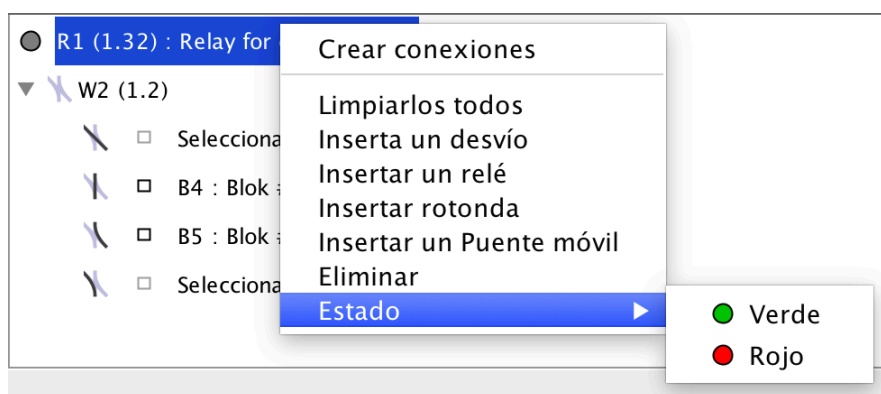 R1 (1.32) : Relay for
W2 (1.2)
Selecciona
B4 : Blok
B5 : Blok
Selecciona
Crear conexiones
Limpiarlos todos
Inserta un desvío
Insertar un relé
Insertar rotonda
Insertar un Puente móvil
Eliminar
Estado
Verde
Rojo